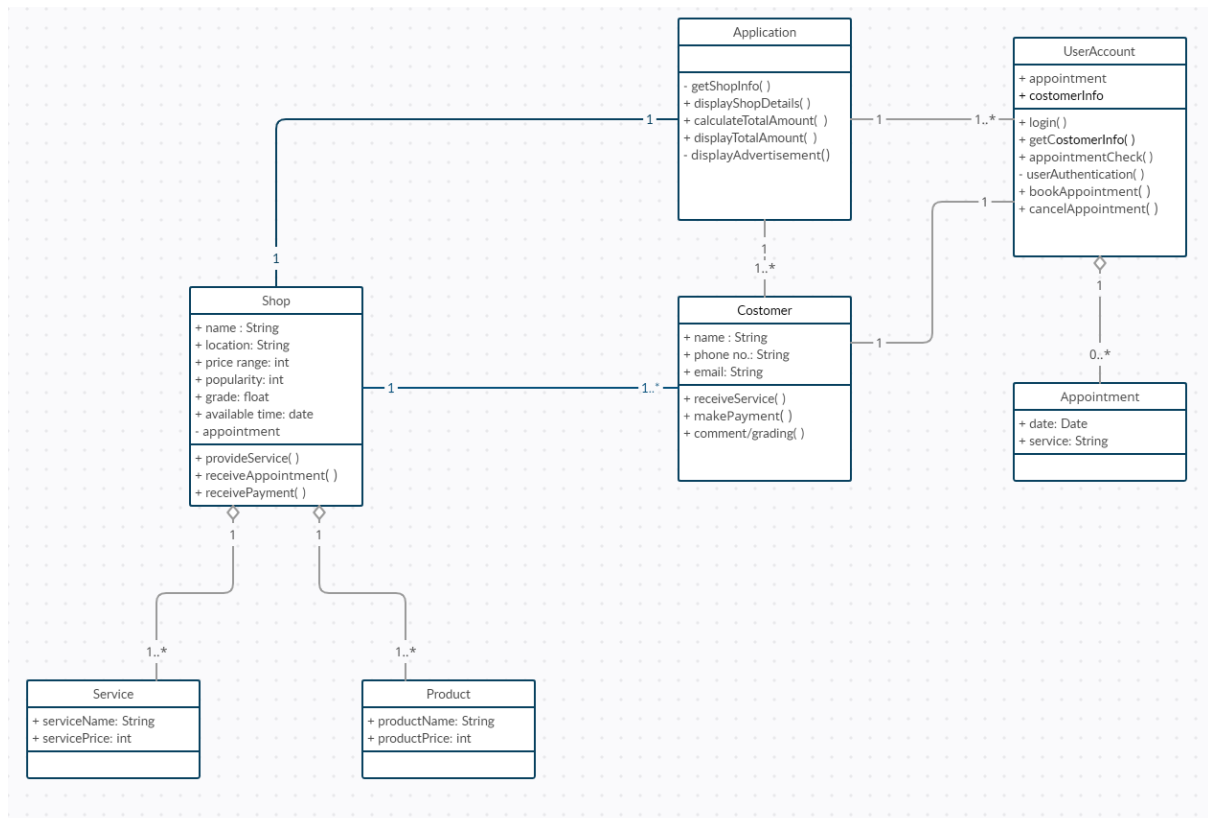 Application
- getShopInfo( )
+ displayShopDetails( )
+ calculateTotalAmount(  )
+ displayTotalAmount(  )
- displayAdvertisement()
UserAccount
+ appointment
+ costomerInfo
+ login( )
+ getCostomerInfo( )
+ appointmentCheck( )
- userAuthentication( )
+ bookAppointment( )
+ cancelAppointment( )
1
1
1..*
1
1
1..*
1
1
1
0..*
Shop
+ name : String
+ location: String
+ price range: int
+ popularity: int
+ grade: float
+ available time: date
- appointment
+ provideService( )
+ receiveAppointment( )
+ receivePayment( )
1
1..*
Costomer
+ name : String
+ phone no.: String
+ email: String
+ receiveService( )
+ makePayment( )
+ comment/grading( )
Appointment
+ date: Date
+ service: String
1
1
1..*
1..*
Service
+ serviceName: String
+ servicePrice: int
Product
+ productName: String
+ productPrice: int